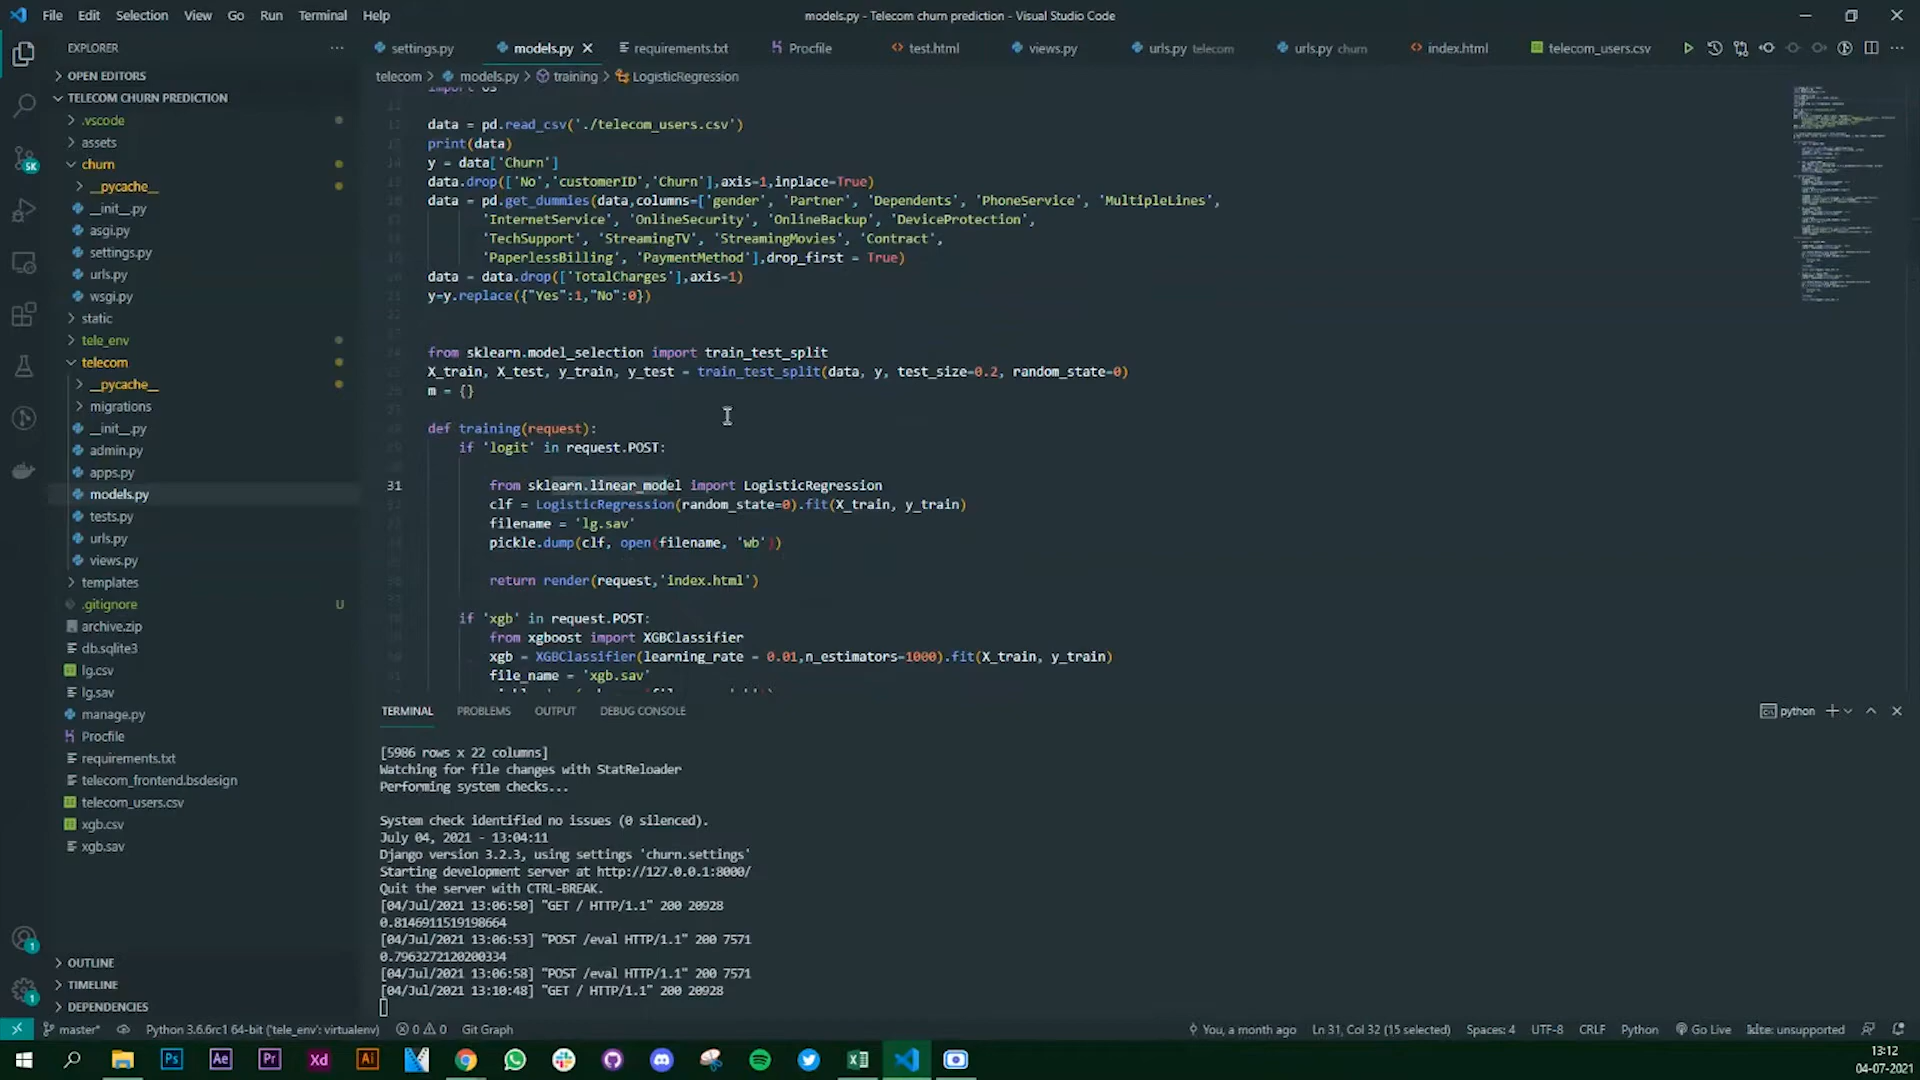 File Edit Selection View Go Run Terminal Help
models.py - Telecom churn prediction - Visual Studio Code
EXPLORER
settings.py
models.py
requirements.txt
Procfile
test.html
views.py
urls.py telecom
urls.py churn
index.html
telecom_users.csv
OPEN EDITORS
TELECOM CHURN PREDICTION
.vscode
assets
churn
__pycache__
__init__.py
asgi.py
settings.py
urls.py
wsgi.py
static
tele_env
telecom
__pycache__
migrations
__init__.py
admin.py
apps.py
models.py
tests.py
urls.py
views.py
templates
.gitignore U
archive.zip
db.sqlite3
lg.csv
lg.sav
manage.py
Procfile
requirements.txt
telecom_frontend.bsdesign
telecom_users.csv
xgb.csv
xgb.sav
OUTLINE
TIMELINE
DEPENDENCIES
telecom > models.py > training > LogisticRegression
import os
data = pd.read_csv('./telecom_users.csv')
print(data)
y = data['Churn']
data.drop(['No','customerID','Churn'],axis=1,inplace=True)
data = pd.get_dummies(data,columns=['gender', 'Partner', 'Dependents', 'PhoneService', 'MultipleLines',
'InternetService', 'OnlineSecurity', 'OnlineBackup', 'DeviceProtection',
'TechSupport', 'StreamingTV', 'StreamingMovies', 'Contract',
'PaperlessBilling', 'PaymentMethod'],drop_first = True)
data = data.drop(['TotalCharges'],axis=1)
y=y.replace({"Yes":1,"No":0})
from sklearn.model_selection import train_test_split
X_train, X_test, y_train, y_test = train_test_split(data, y, test_size=0.2, random_state=0)
m = {}
def training(request):
if 'logit' in request.POST:
31 from sklearn.linear_model import LogisticRegression
clf = LogisticRegression(random_state=0).fit(X_train, y_train)
filename = 'lg.sav'
pickle.dump(clf, open(filename, 'wb'))
return render(request,'index.html')
if 'xgb' in request.POST:
from xgboost import XGBClassifier
xgb = XGBClassifier(learning_rate = 0.01,n_estimators=1000).fit(X_train, y_train)
file_name = 'xgb.sav'
TERMINAL PROBLEMS OUTPUT DEBUG CONSOLE
python
[5986 rows x 22 columns]
Watching for file changes with StatReloader
Performing system checks...
System check identified no issues (0 silenced).
July 04, 2021 - 13:04:11
Django version 3.2.3, using settings 'churn.settings'
Starting development server at http://127.0.0.1:8000/
Quit the server with CTRL-BREAK.
[04/Jul/2021 13:06:50] "GET / HTTP/1.1" 200 20928
0.8146911519198664
[04/Jul/2021 13:06:53] "POST /eval HTTP/1.1" 200 7571
0.7963272120200334
[04/Jul/2021 13:06:58] "POST /eval HTTP/1.1" 200 7571
[04/Jul/2021 13:10:48] "GET / HTTP/1.1" 200 20928
5K
1
1
master* Python 3.6.6rc1 64-bit ('tele_env': virtualenv) 0 0 Git Graph
You, a month ago Ln 31, Col 32 (15 selected) Spaces: 4 UTF-8 CRLF Python Go Live kite: unsupported
Ps Ae Pr Xd Ai
13:12
04-07-2021